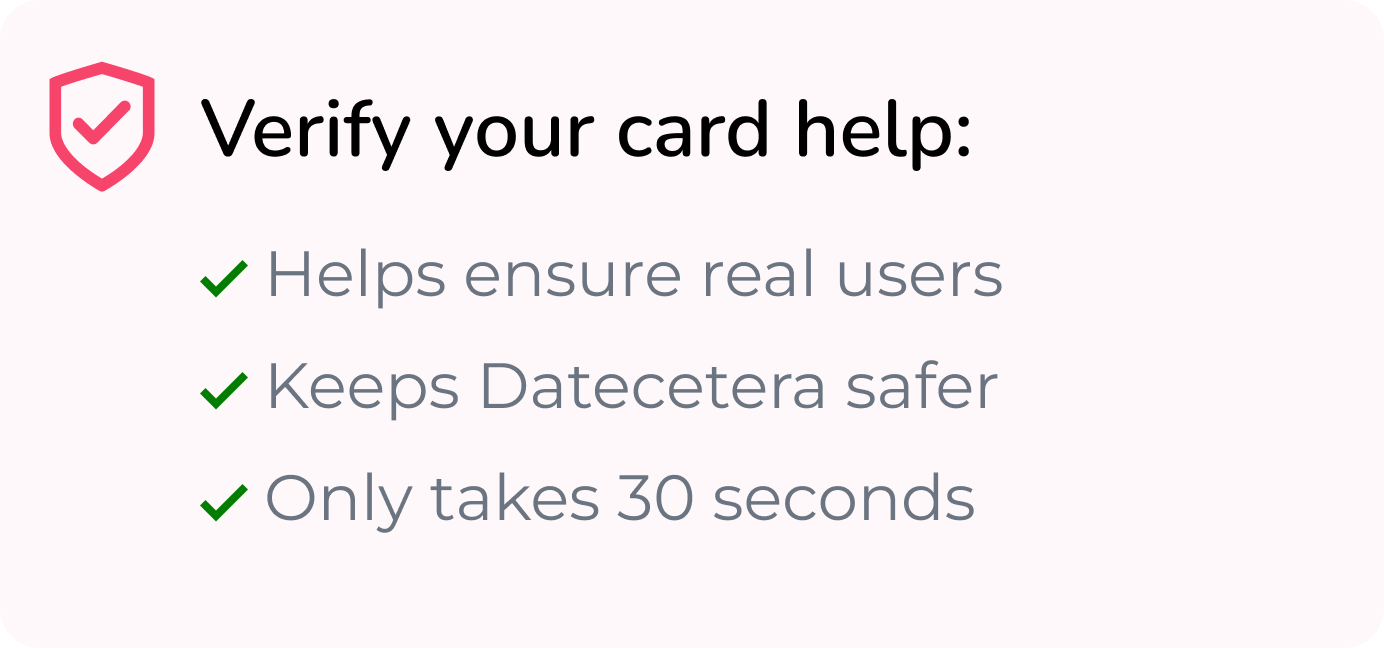 Verify your card help:
Helps ensure real users
Keeps Datecetera safer
Only takes 30 seconds